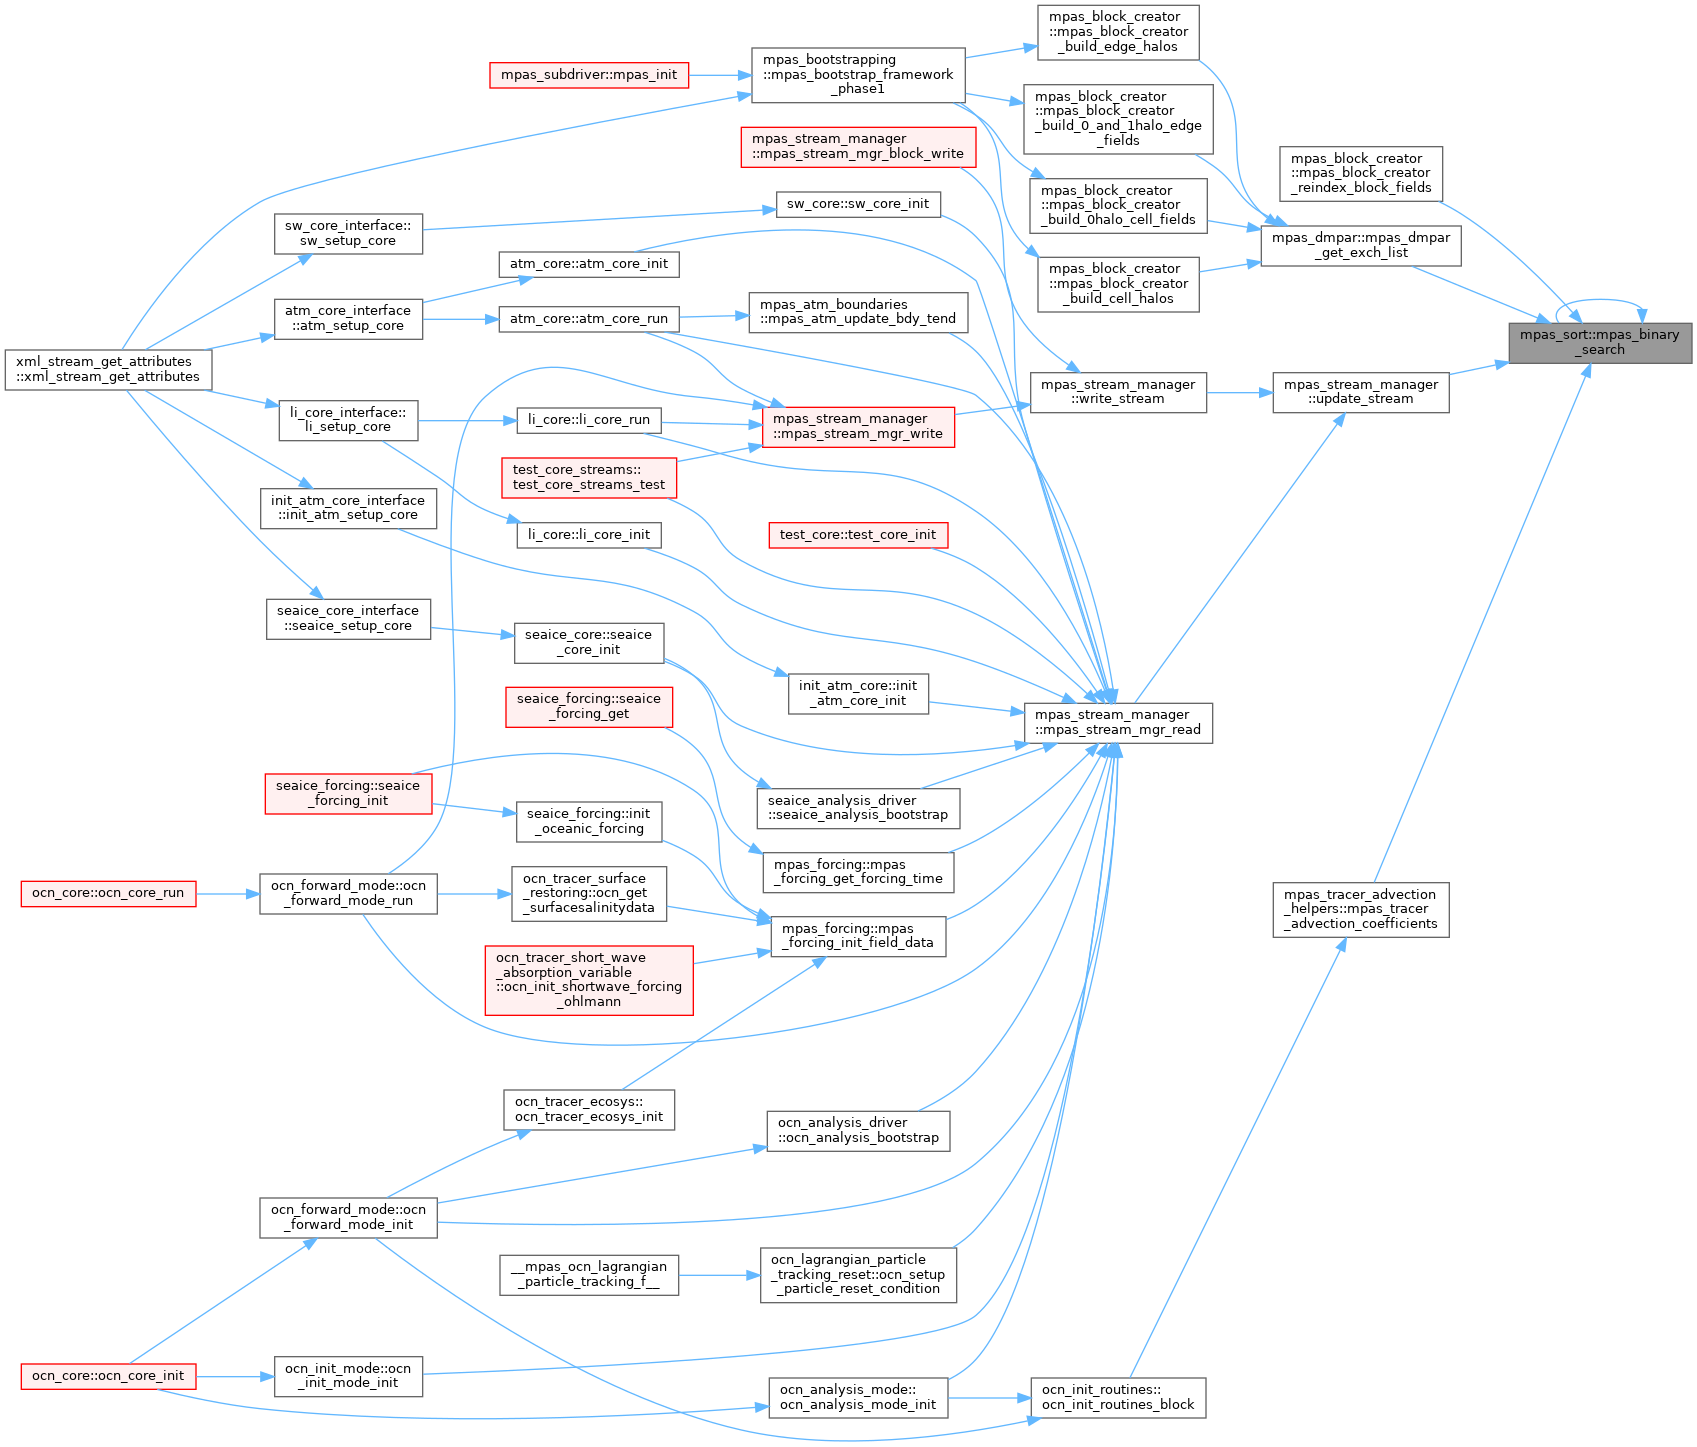 mpas_block_creator
::mpas_block_creator
_build_edge_halos
mpas_bootstrapping
::mpas_bootstrap_framework
_phase1
mpas_subdriver::mpas_init
mpas_block_creator
::mpas_block_creator
_build_0_and_1halo_edge
_fields
mpas_stream_manager
::mpas_stream_mgr_block_write
mpas_block_creator
::mpas_block_creator
_reindex_block_fields
mpas_block_creator
::mpas_block_creator
_build_0halo_cell_fields
sw_core::sw_core_init
sw_core_interface::
sw_setup_core
mpas_dmpar::mpas_dmpar
_get_exch_list
atm_core::atm_core_init
mpas_block_creator
::mpas_block_creator
_build_cell_halos
mpas_atm_boundaries
::mpas_atm_update_bdy_tend
atm_core_interface
::atm_setup_core
atm_core::atm_core_run
mpas_sort::mpas_binary
_search
xml_stream_get_attributes
::xml_stream_get_attributes
mpas_stream_manager
::write_stream
mpas_stream_manager
::update_stream
li_core_interface::
li_setup_core
li_core::li_core_run
mpas_stream_manager
::mpas_stream_mgr_write
test_core_streams::
test_core_streams_test
init_atm_core_interface
::init_atm_setup_core
li_core::li_core_init
test_core::test_core_init
seaice_core_interface
::seaice_setup_core
seaice_core::seaice
_core_init
init_atm_core::init
_atm_core_init
seaice_forcing::seaice
_forcing_get
mpas_stream_manager
::mpas_stream_mgr_read
seaice_forcing::seaice
_forcing_init
seaice_forcing::init
_oceanic_forcing
seaice_analysis_driver
::seaice_analysis_bootstrap
mpas_forcing::mpas
_forcing_get_forcing_time
ocn_core::ocn_core_run
ocn_forward_mode::ocn
_forward_mode_run
ocn_tracer_surface
_restoring::ocn_get
_surfacesalinitydata
mpas_tracer_advection
_helpers::mpas_tracer
_advection_coefficients
mpas_forcing::mpas
_forcing_init_field_data
ocn_tracer_short_wave
_absorption_variable
::ocn_init_shortwave_forcing
_ohlmann
ocn_tracer_ecosys::
ocn_tracer_ecosys_init
ocn_analysis_driver
::ocn_analysis_bootstrap
ocn_forward_mode::ocn
_forward_mode_init
__mpas_ocn_lagrangian
_particle_tracking_f__
ocn_lagrangian_particle
_tracking_reset::ocn_setup
_particle_reset_condition
ocn_core::ocn_core_init
ocn_init_mode::ocn
_init_mode_init
ocn_analysis_mode::
ocn_analysis_mode_init
ocn_init_routines::
ocn_init_routines_block